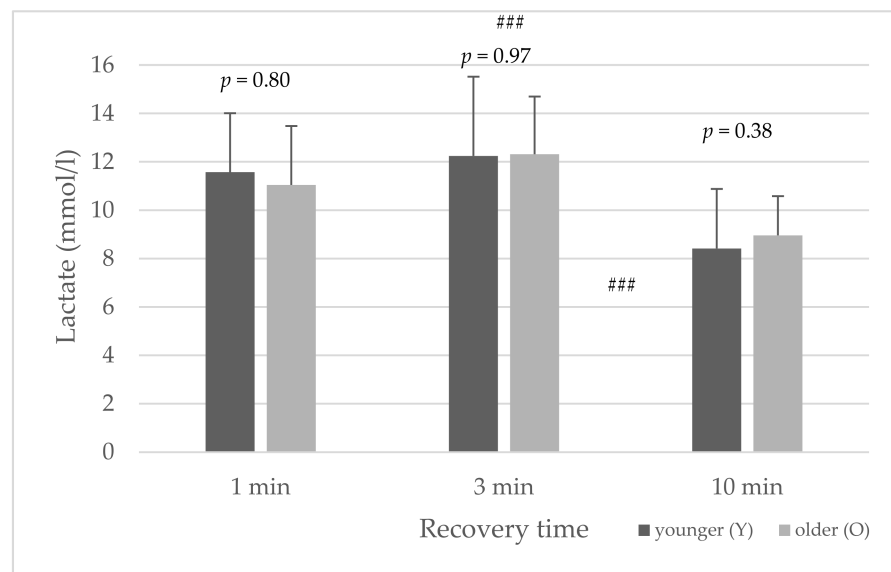 ###
p = 0.97
p = 0.80
p = 0.38
###
Lactate (mmol/l)
16
14
12
10
8
6
4
2
0
1 min 3 min 10 min
Recovery time
younger (Y) older (O)